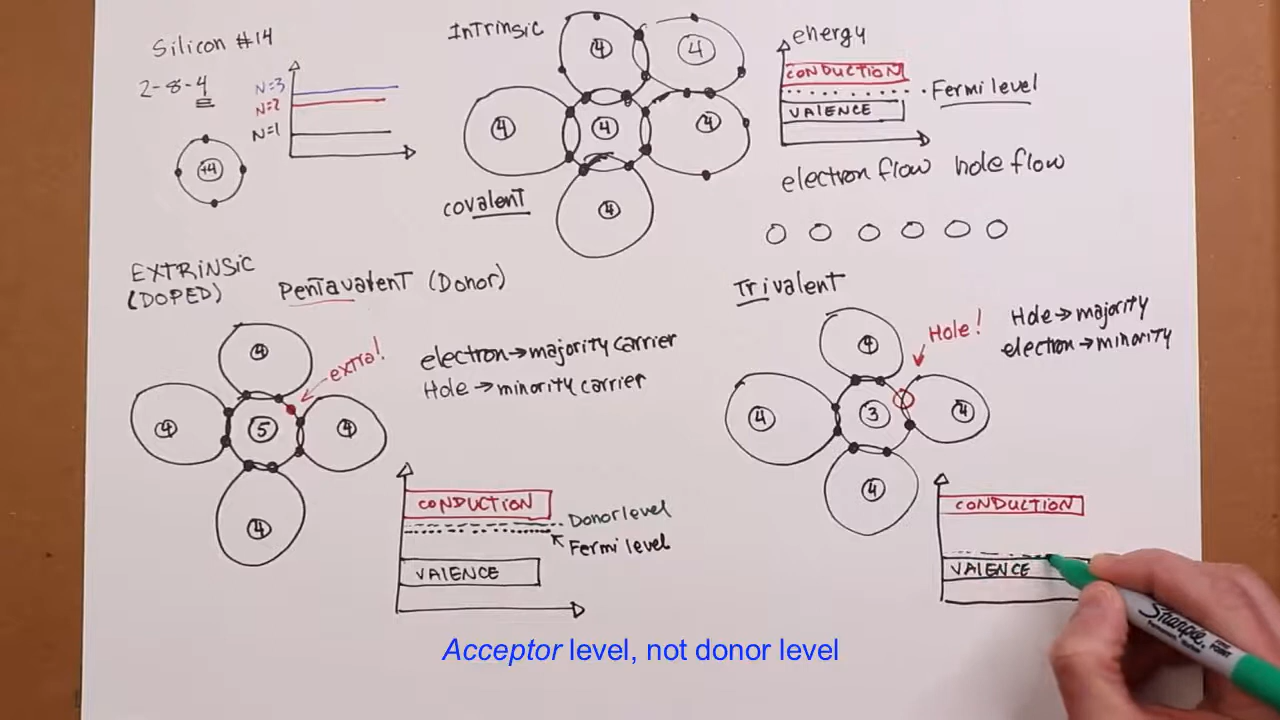 Silicon #14
2-8-4
N=3
N=2
N=1
+4
Intrinsic
4
4
4
4
4
4
covalent
energy
CONDUCTION
Fermi level
VALENCE
electron flow hole flow
EXTRINSIC
(DOPED)
Pentavalent (Donor)
4
extra!
4
5
4
4
electron→majority carrier
Hole→minority carrier
CONDUCTION
Donor level
Fermi level
VALENCE
Trivalent
4
Hole!
4
3
4
4
Hole→majority
electron→minority
CONDUCTION
VALENCE
Sharpie
Acceptor level, not donor level